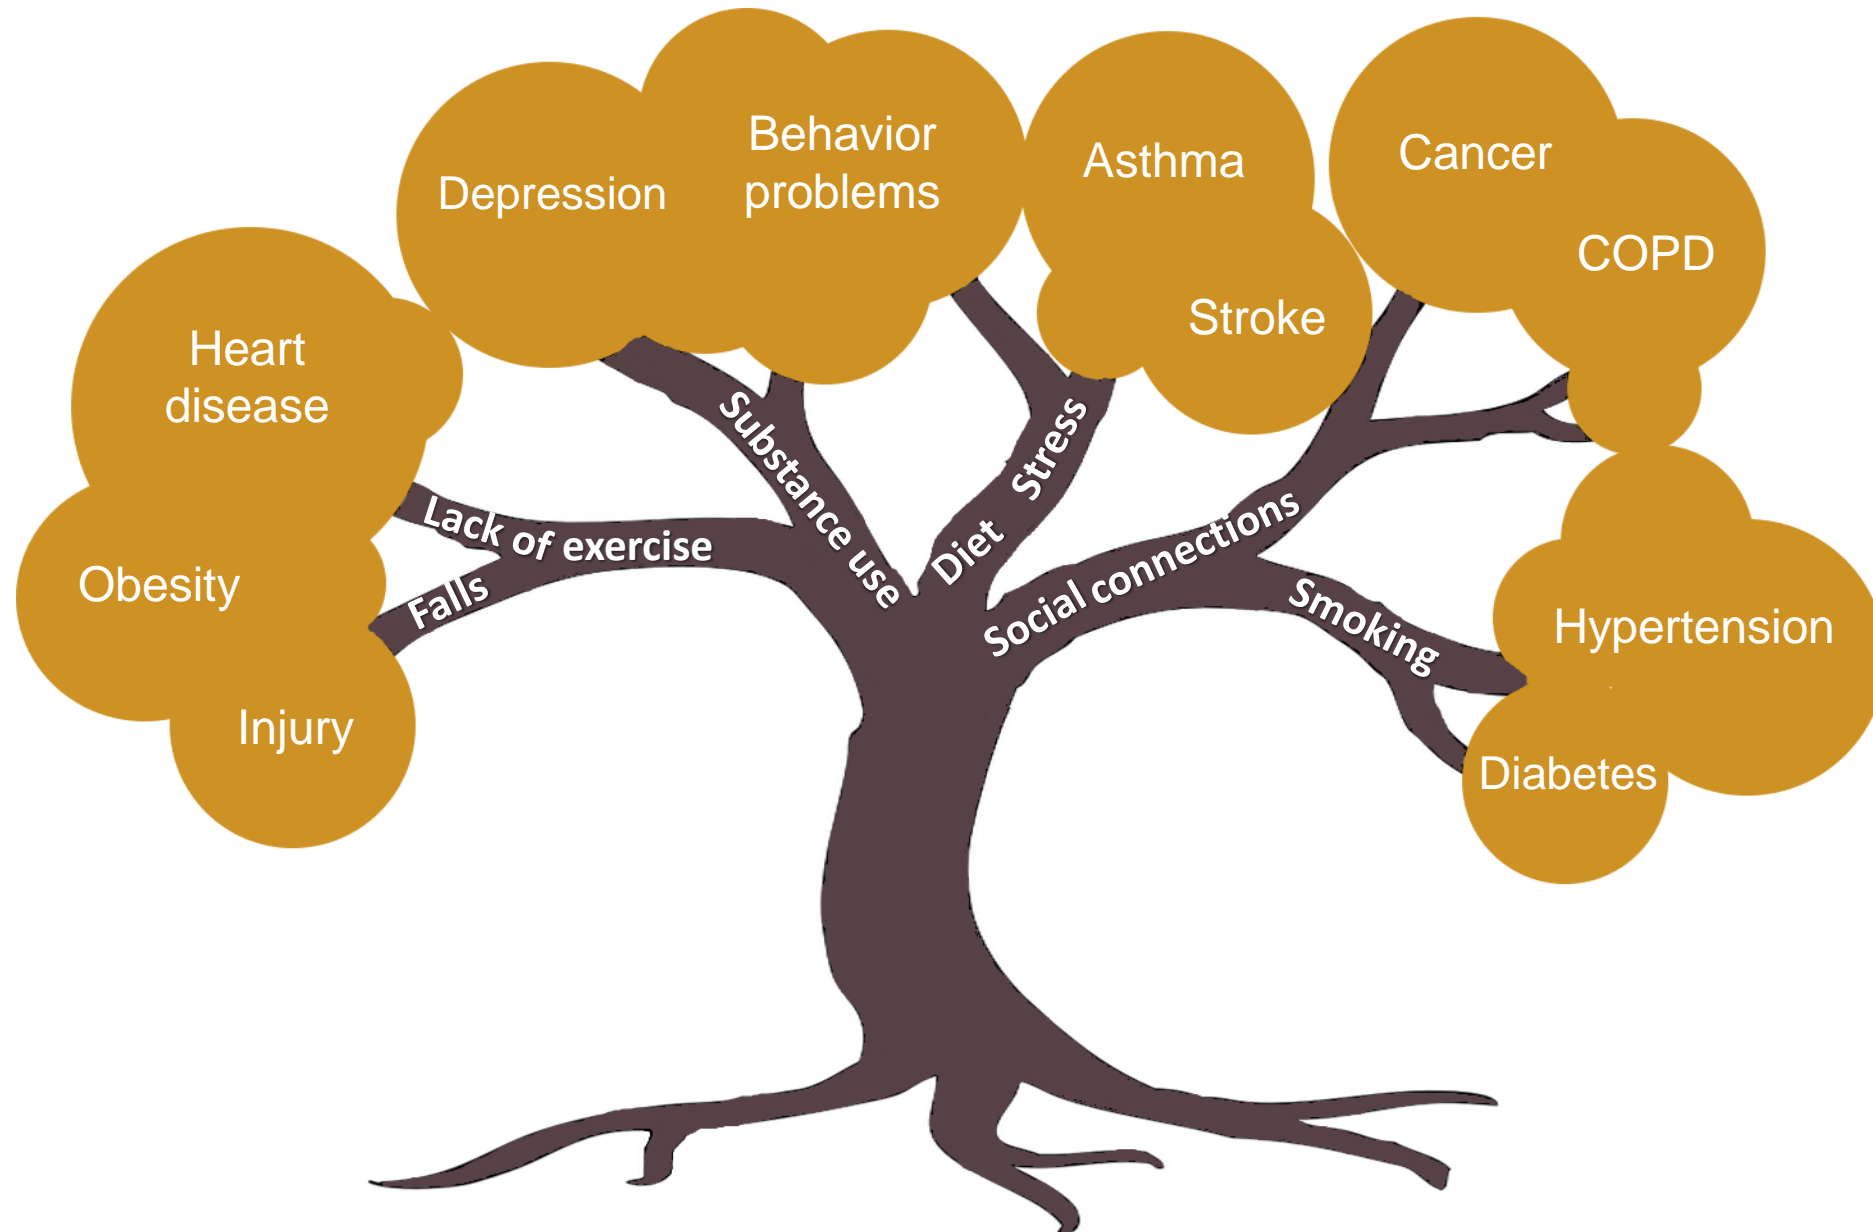 Behavior
problems
Depression
Asthma
Cancer
COPD
Stroke
Heart
disease
Obesity
Injury
Hypertension
Diabetes
Lack of exercise
Falls
Substance use
Diet Stress
Social connections
Smoking